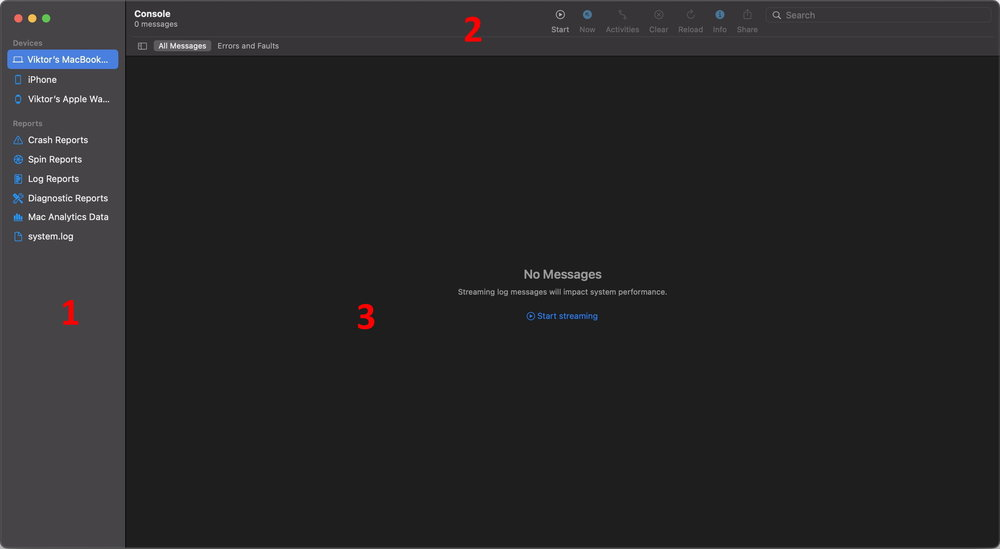 Console
0 messages
Start Now Activities Clear Reload Info Share
Search
2
All Messages Errors and Faults
Devices
Viktor's MacBook...
iPhone
Viktor's Apple Wa...
Reports
Crash Reports
Spin Reports
Log Reports
Diagnostic Reports
Mac Analytics Data
system.log
1
No Messages
Streaming log messages will impact system performance.
Start streaming
3